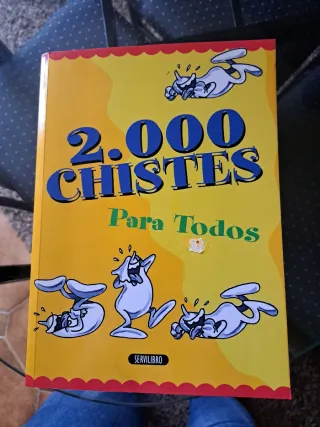 2.000
CHISTES
Para Todos
SERVILIBRO